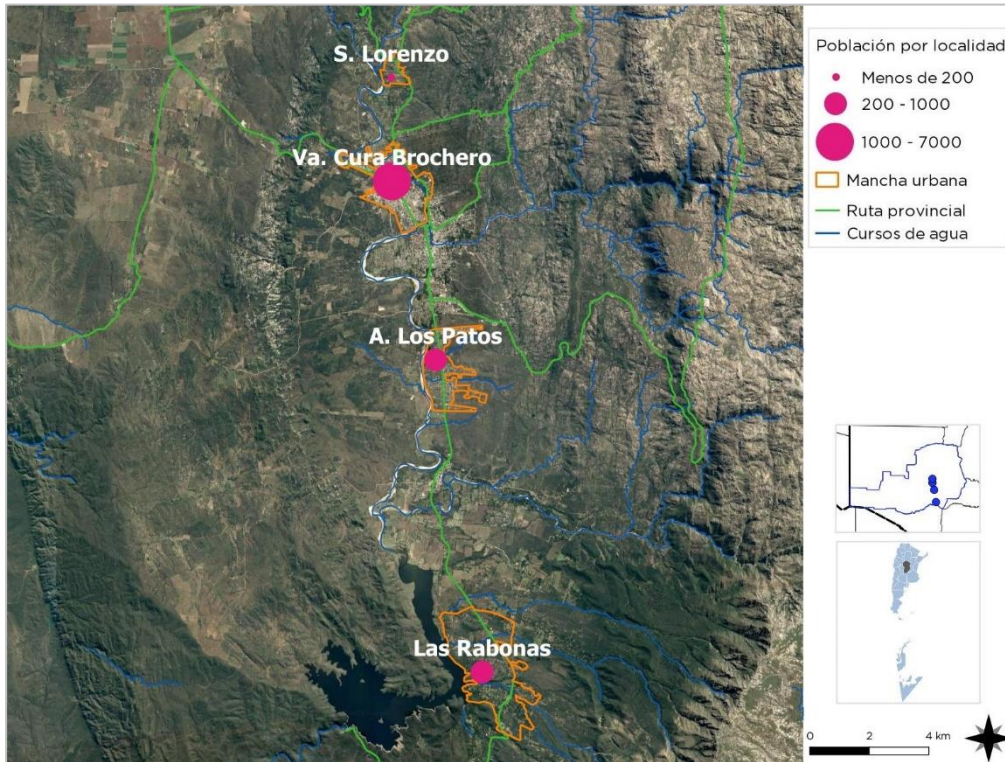 S. Lorenzo
Va. Cura Brochero
A. Los Patos
Las Rabonas
Población por localidad
Menos de 200
200 - 1000
1000 - 7000
Mancha urbana
Ruta provincial
Cursos de agua
0 2 4 km